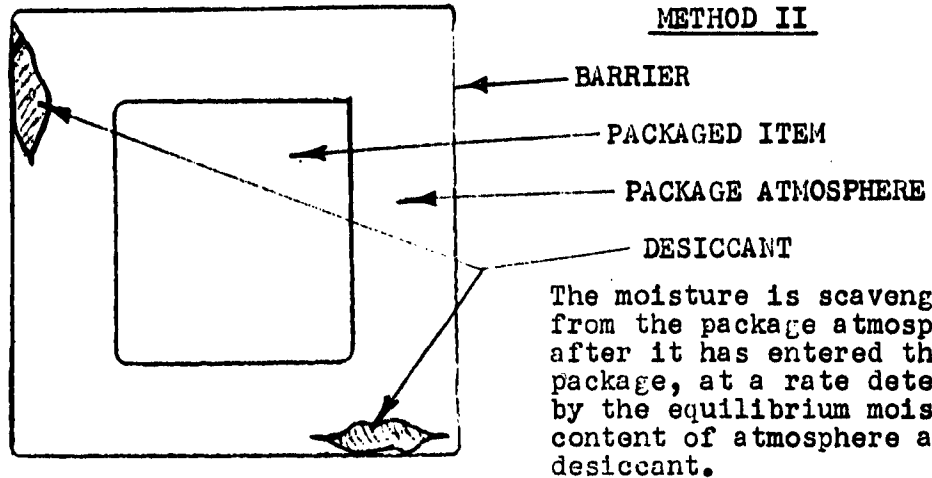 METHOD II
BARRIER
PACKAGED ITEM
PACKAGE ATMOSPHERE
DESICCANT
The moisture is scaveng
from the package atmosp
after it has entered th
package, at a rate dete
by the equilibrium mois
content of atmosphere a
desiccant.